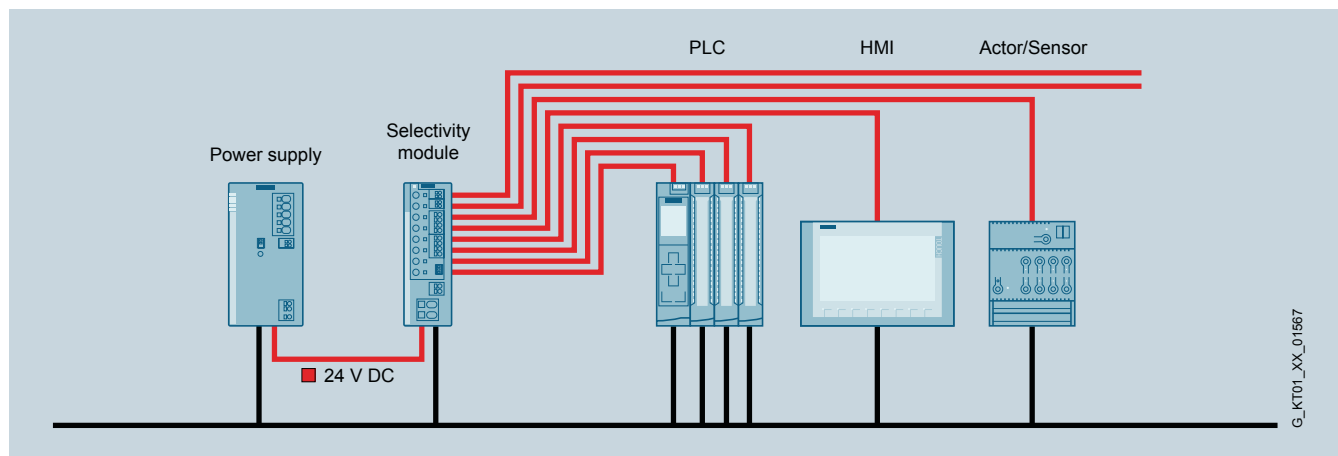 PLC
HMI
Actor/Sensor
Selectivity
module
Power supply
24 V DC
G_KT01_XX_01567